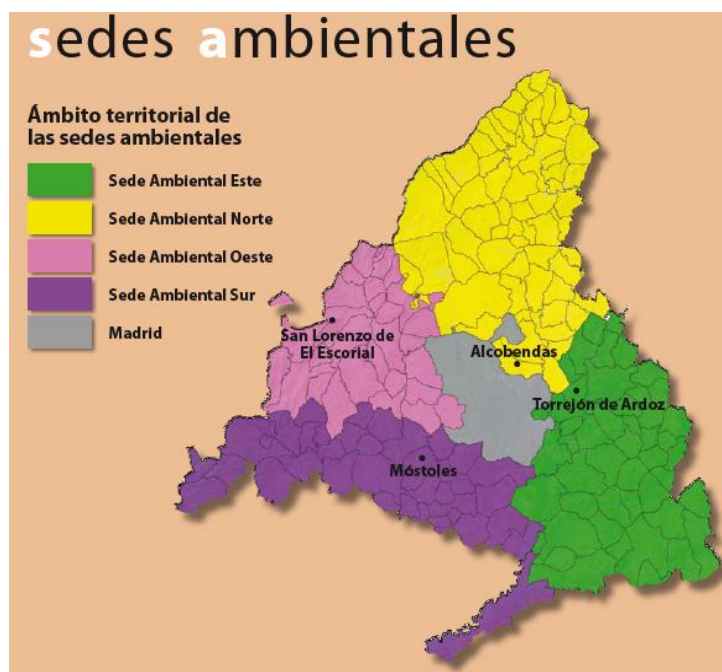 sedes ambientales
Ámbito territorial de
las sedes ambientales
Sede Ambiental Este
Sede Ambiental Norte
Sede Ambiental Oeste
Sede Ambiental Sur
Madrid
San Lorenzo de
El Escorial
Alcobendas
Torrejón de Ardoz
Móstoles